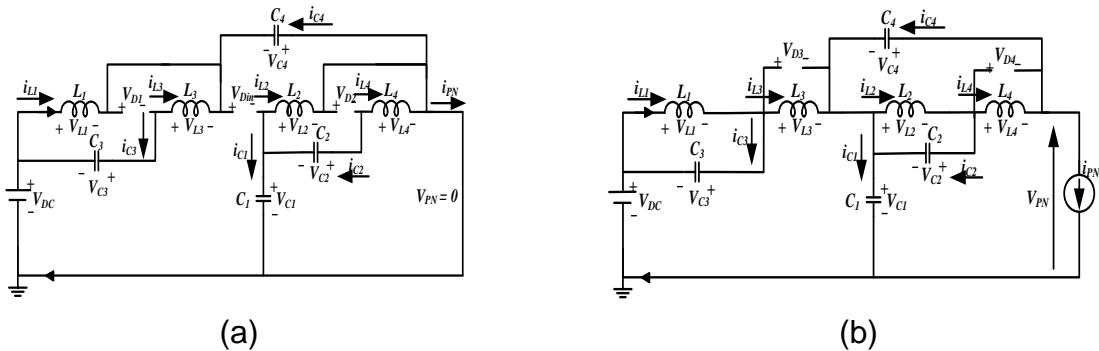 C4 iC4
- +
VC4
iL1 L1 iL3 L3 iL2 L2 iL4 L4 iPN
+ VD1 - + VDin - + VD2 -
+ VL1 - + VL3 - + VL2 - + VL4 -
C3 iC3 C2
- + iC1 - + iC2
VC3 VC2
+ VDC - C1 + VC1 - VPN = 0
(a)
C4 iC4
- +
VC4
+ VD3 - + VD4 -
iL1 L1 iL3 L3 iL2 L2 iL4 L4
+ VL1 - + VL3 - + VL2 - + VL4 -
C3 iC3 C2
- + iC1 - + iC2 iPN
VC3 VC2
+ VDC - C1 + VC1 - VPN
(b)